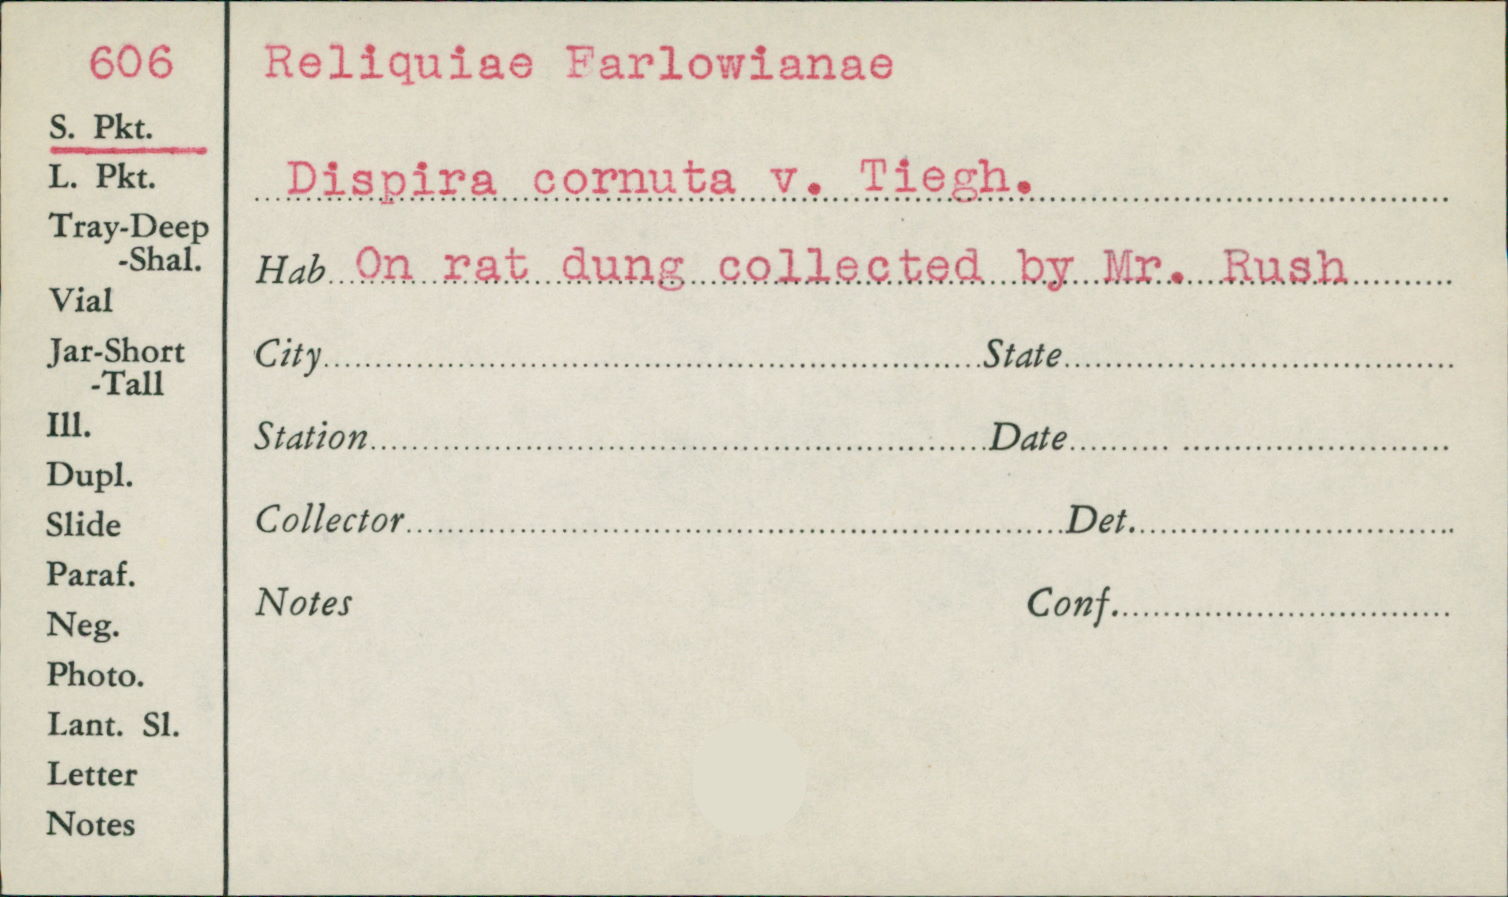 606
S. Pkt.
L. Pkt.
Tray-Deep
-Shal.
Vial
Jar-Short
-Tall
Ill.
Dupl.
Slide
Paraf.
Neg.
Photo.
Lant. Sl.
Letter
Notes
Reliquiae Farlowianae
Dispira cornuta v. Tiegh.
Hab On rat dung collected by Mr. Rush
City State
Station Date
Collector Det.
Notes Conf.